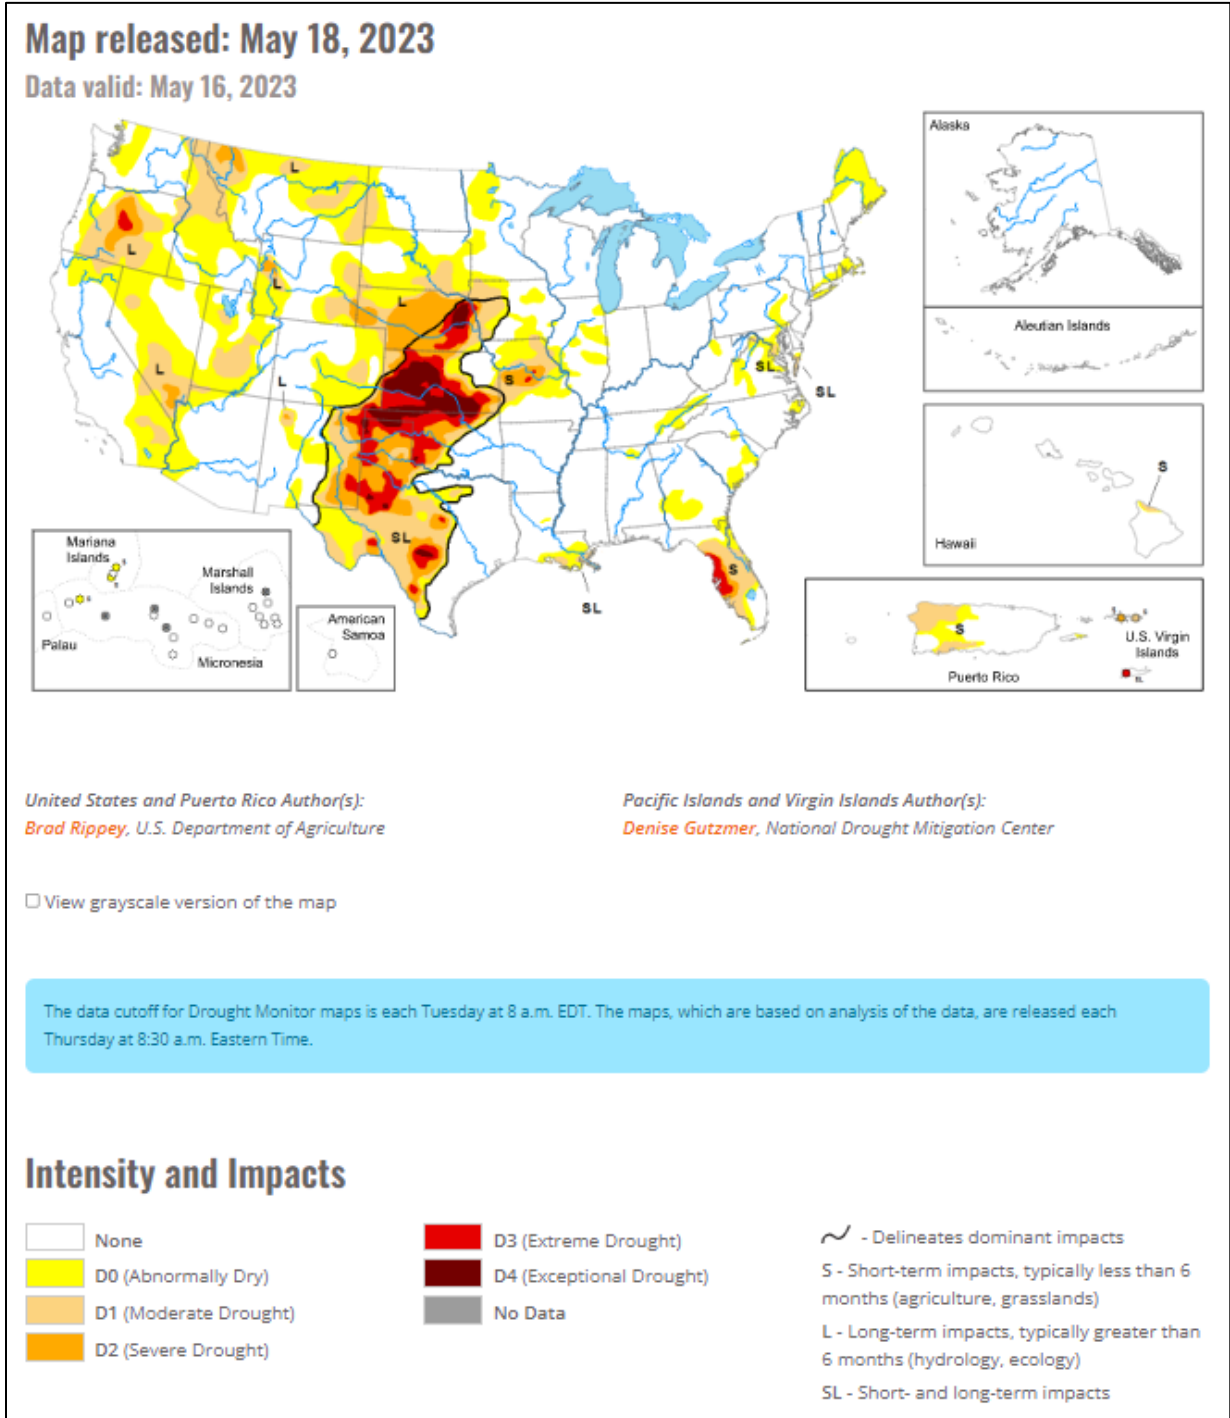 Map released: May 18, 2023
Data valid: May 16, 2023
Alaska
Aleutian Islands
L
L
L
L
L
L
S
SL
SL
SL
S
SL
S
Hawaii
Mariana
Islands
Marshall
Islands
Palau
Micronesia
American
Samoa
S
U.S. Virgin
Islands
Puerto Rico
SL
United States and Puerto Rico Author(s):
Brad Rippey, U.S. Department of Agriculture
Pacific Islands and Virgin Islands Author(s):
Denise Gutzmer, National Drought Mitigation Center
View grayscale version of the map
The data cutoff for Drought Monitor maps is each Tuesday at 8 a.m. EDT. The maps, which are based on analysis of the data, are released each
Thursday at 8:30 a.m. Eastern Time.
Intensity and Impacts
None
D0 (Abnormally Dry)
D1 (Moderate Drought)
D2 (Severe Drought)
D3 (Extreme Drought)
D4 (Exceptional Drought)
No Data
- Delineates dominant impacts
S - Short-term impacts, typically less than 6
months (agriculture, grasslands)
L - Long-term impacts, typically greater than
6 months (hydrology, ecology)
SL - Short- and long-term impacts